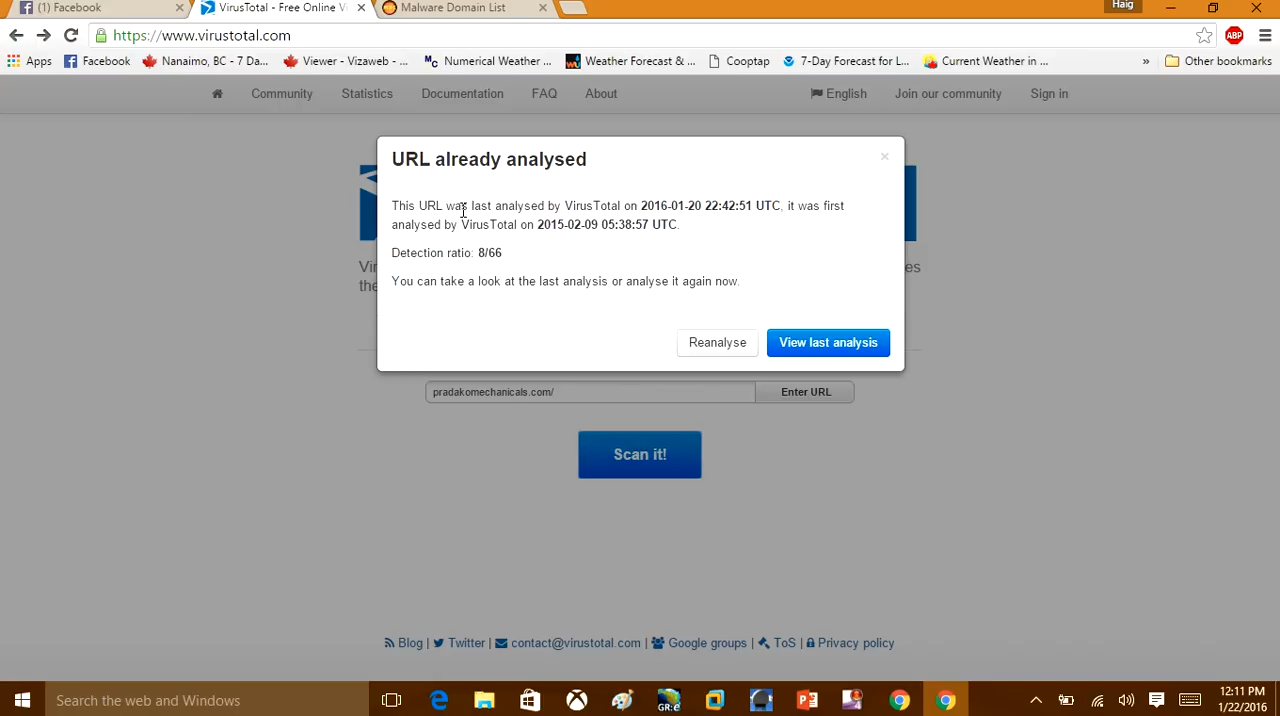 (1) Facebook
VirusTotal - Free Online V
Malware Domain List
Haig
https://www.virustotal.com
ABP
Apps
Facebook
Nanaimo, BC - 7 Da...
Viewer - Vizaweb - ...
Numerical Weather ...
Weather Forecast & ...
Cooptap
7-Day Forecast for L...
Current Weather in ...
»
Other bookmarks
Community
Statistics
Documentation
FAQ
About
English
Join our community
Sign in
URL already analysed
×
This URL was last analysed by VirusTotal on 2016-01-20 22:42:51 UTC, it was first
analysed by VirusTotal on 2015-02-09 05:38:57 UTC.
Detection ratio: 8/66
You can take a look at the last analysis or analyse it again now.
Reanalyse
View last analysis
pradakomechanicals.com/
Enter URL
Scan it!
Blog | Twitter | contact@virustotal.com | Google groups | ToS | Privacy policy
Search the web and Windows
GR:e
12:11 PM
1/22/2016